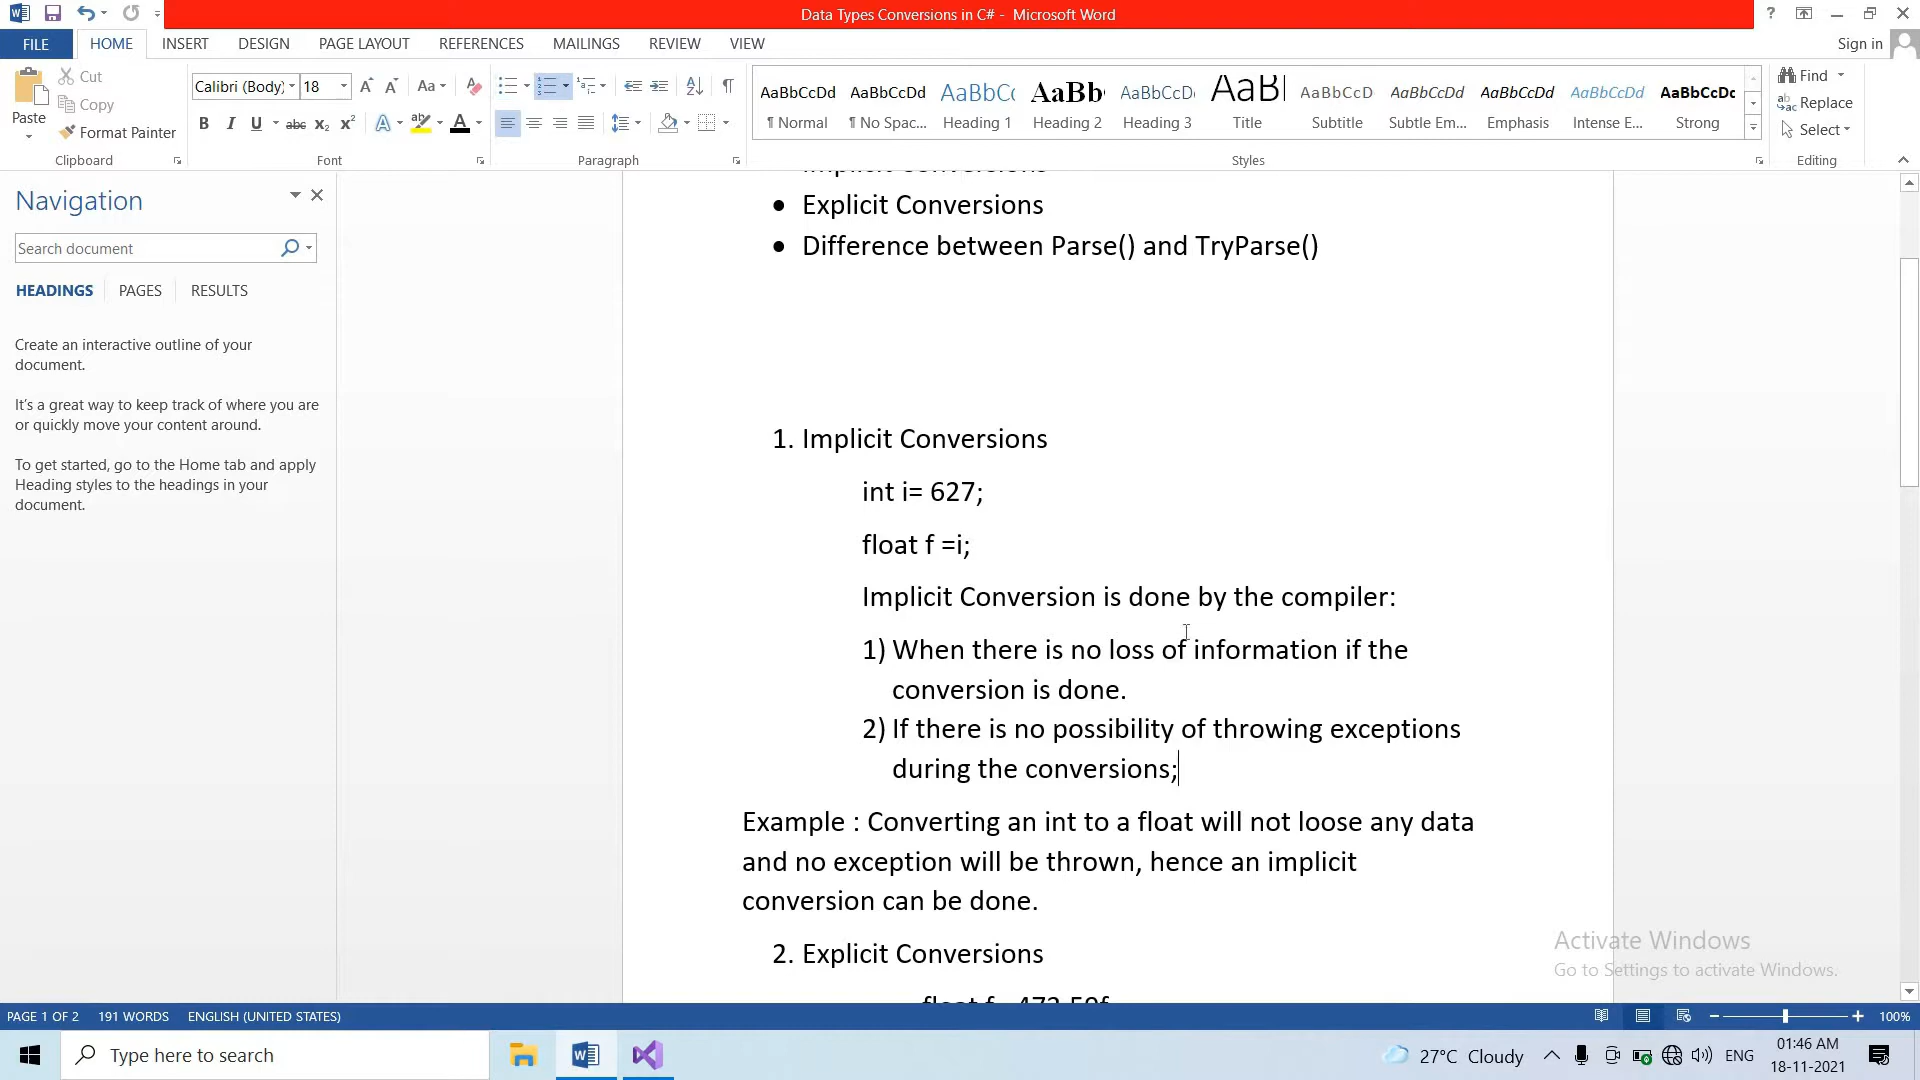 Data Types Conversions in C# - Microsoft Word
?
FILE HOME INSERT DESIGN PAGE LAYOUT REFERENCES MAILINGS REVIEW VIEW Sign in
Paste
Cut
Copy
Format Painter
Clipboard
Calibri (Body) 18 Aa
B I U abc X2 X2 A ab A
Font
Paragraph
AaBbCcDd AaBbCcDd AaBbCc AaBb AaBbCcD AaB AaBbCcD AaBbCcDd AaBbCcDd AaBbCcDd AaBbCcDc
¶ Normal ¶ No Spac... Heading 1 Heading 2 Heading 3 Title Subtitle Subtle Em... Emphasis Intense E... Strong
Styles
Find
Replace
Select
Editing
Navigation
Search document
HEADINGS PAGES RESULTS
Create an interactive outline of your
document.
It's a great way to keep track of where you are
or quickly move your content around.
To get started, go to the Home tab and apply
Heading styles to the headings in your
document.
Implicit Conversions
• Explicit Conversions
• Difference between Parse() and TryParse()
1. Implicit Conversions
int i= 627;
float f =i;
Implicit Conversion is done by the compiler:
1) When there is no loss of information if the
conversion is done.
2) If there is no possibility of throwing exceptions
during the conversions;
Example : Converting an int to a float will not loose any data
and no exception will be thrown, hence an implicit
conversion can be done.
2. Explicit Conversions
float f= 473.59f
Activate Windows
Go to Settings to activate Windows.
PAGE 1 OF 2 191 WORDS ENGLISH (UNITED STATES) 100%
Type here to search
27°C Cloudy
ENG
01:46 AM
18-11-2021